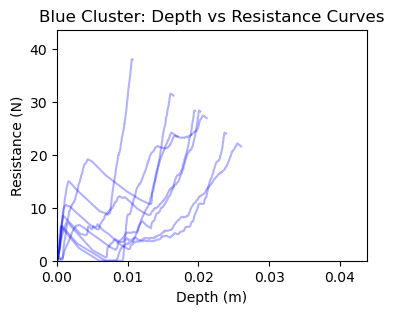 Blue Cluster: Depth vs Resistance Curves
40
30
20
10
0
Resistance (N)
0.00 0.01 0.02 0.03 0.04
Depth (m)